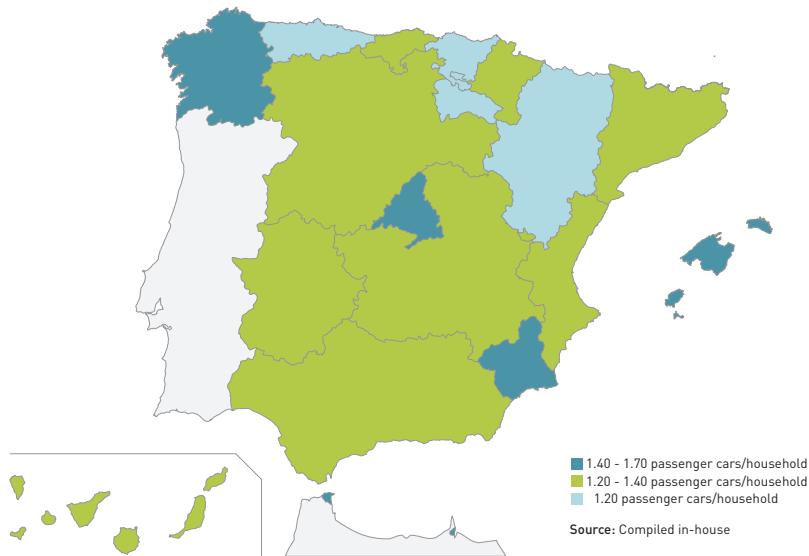 1.40 - 1.70 passenger cars/household
1.20 - 1.40 passenger cars/household
1.20 passenger cars/household
Source: Compiled in-house